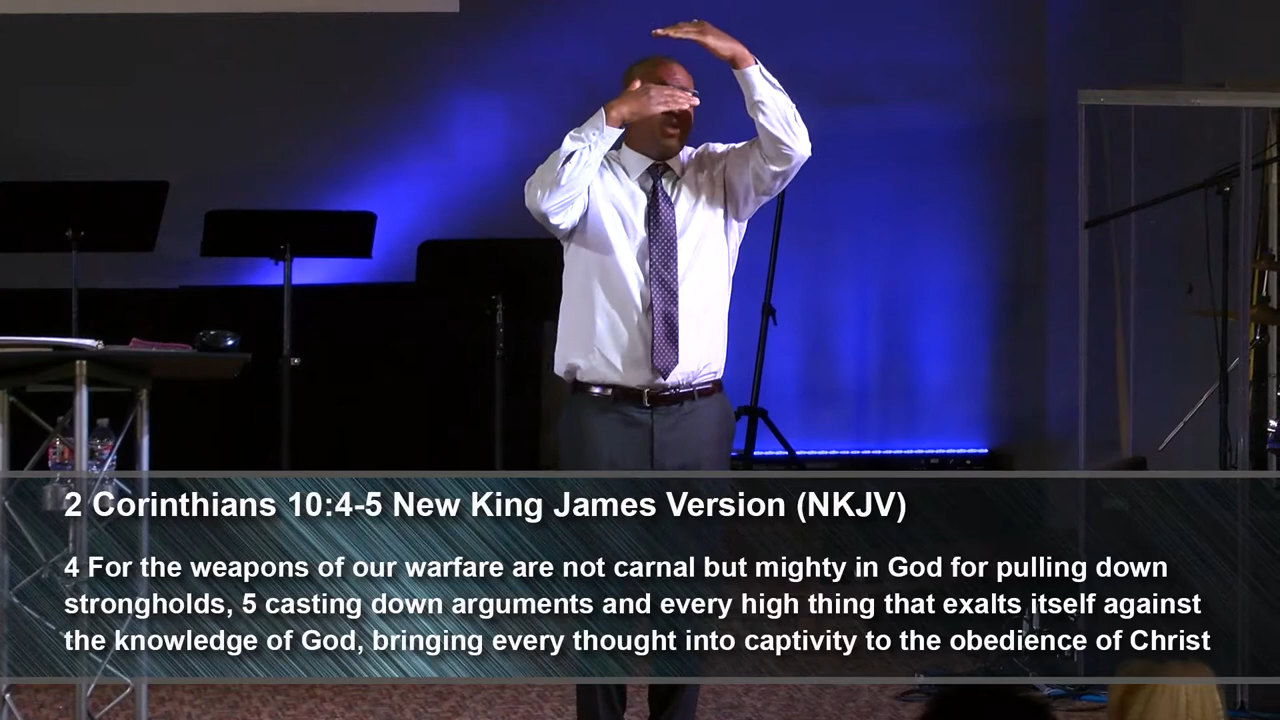 2 Corinthians 10:4-5 New King James Version (NKJV)
4 For the weapons of our warfare are not carnal but mighty in God for pulling down
strongholds, 5 casting down arguments and every high thing that exalts itself against
the knowledge of God, bringing every thought into captivity to the obedience of Christ